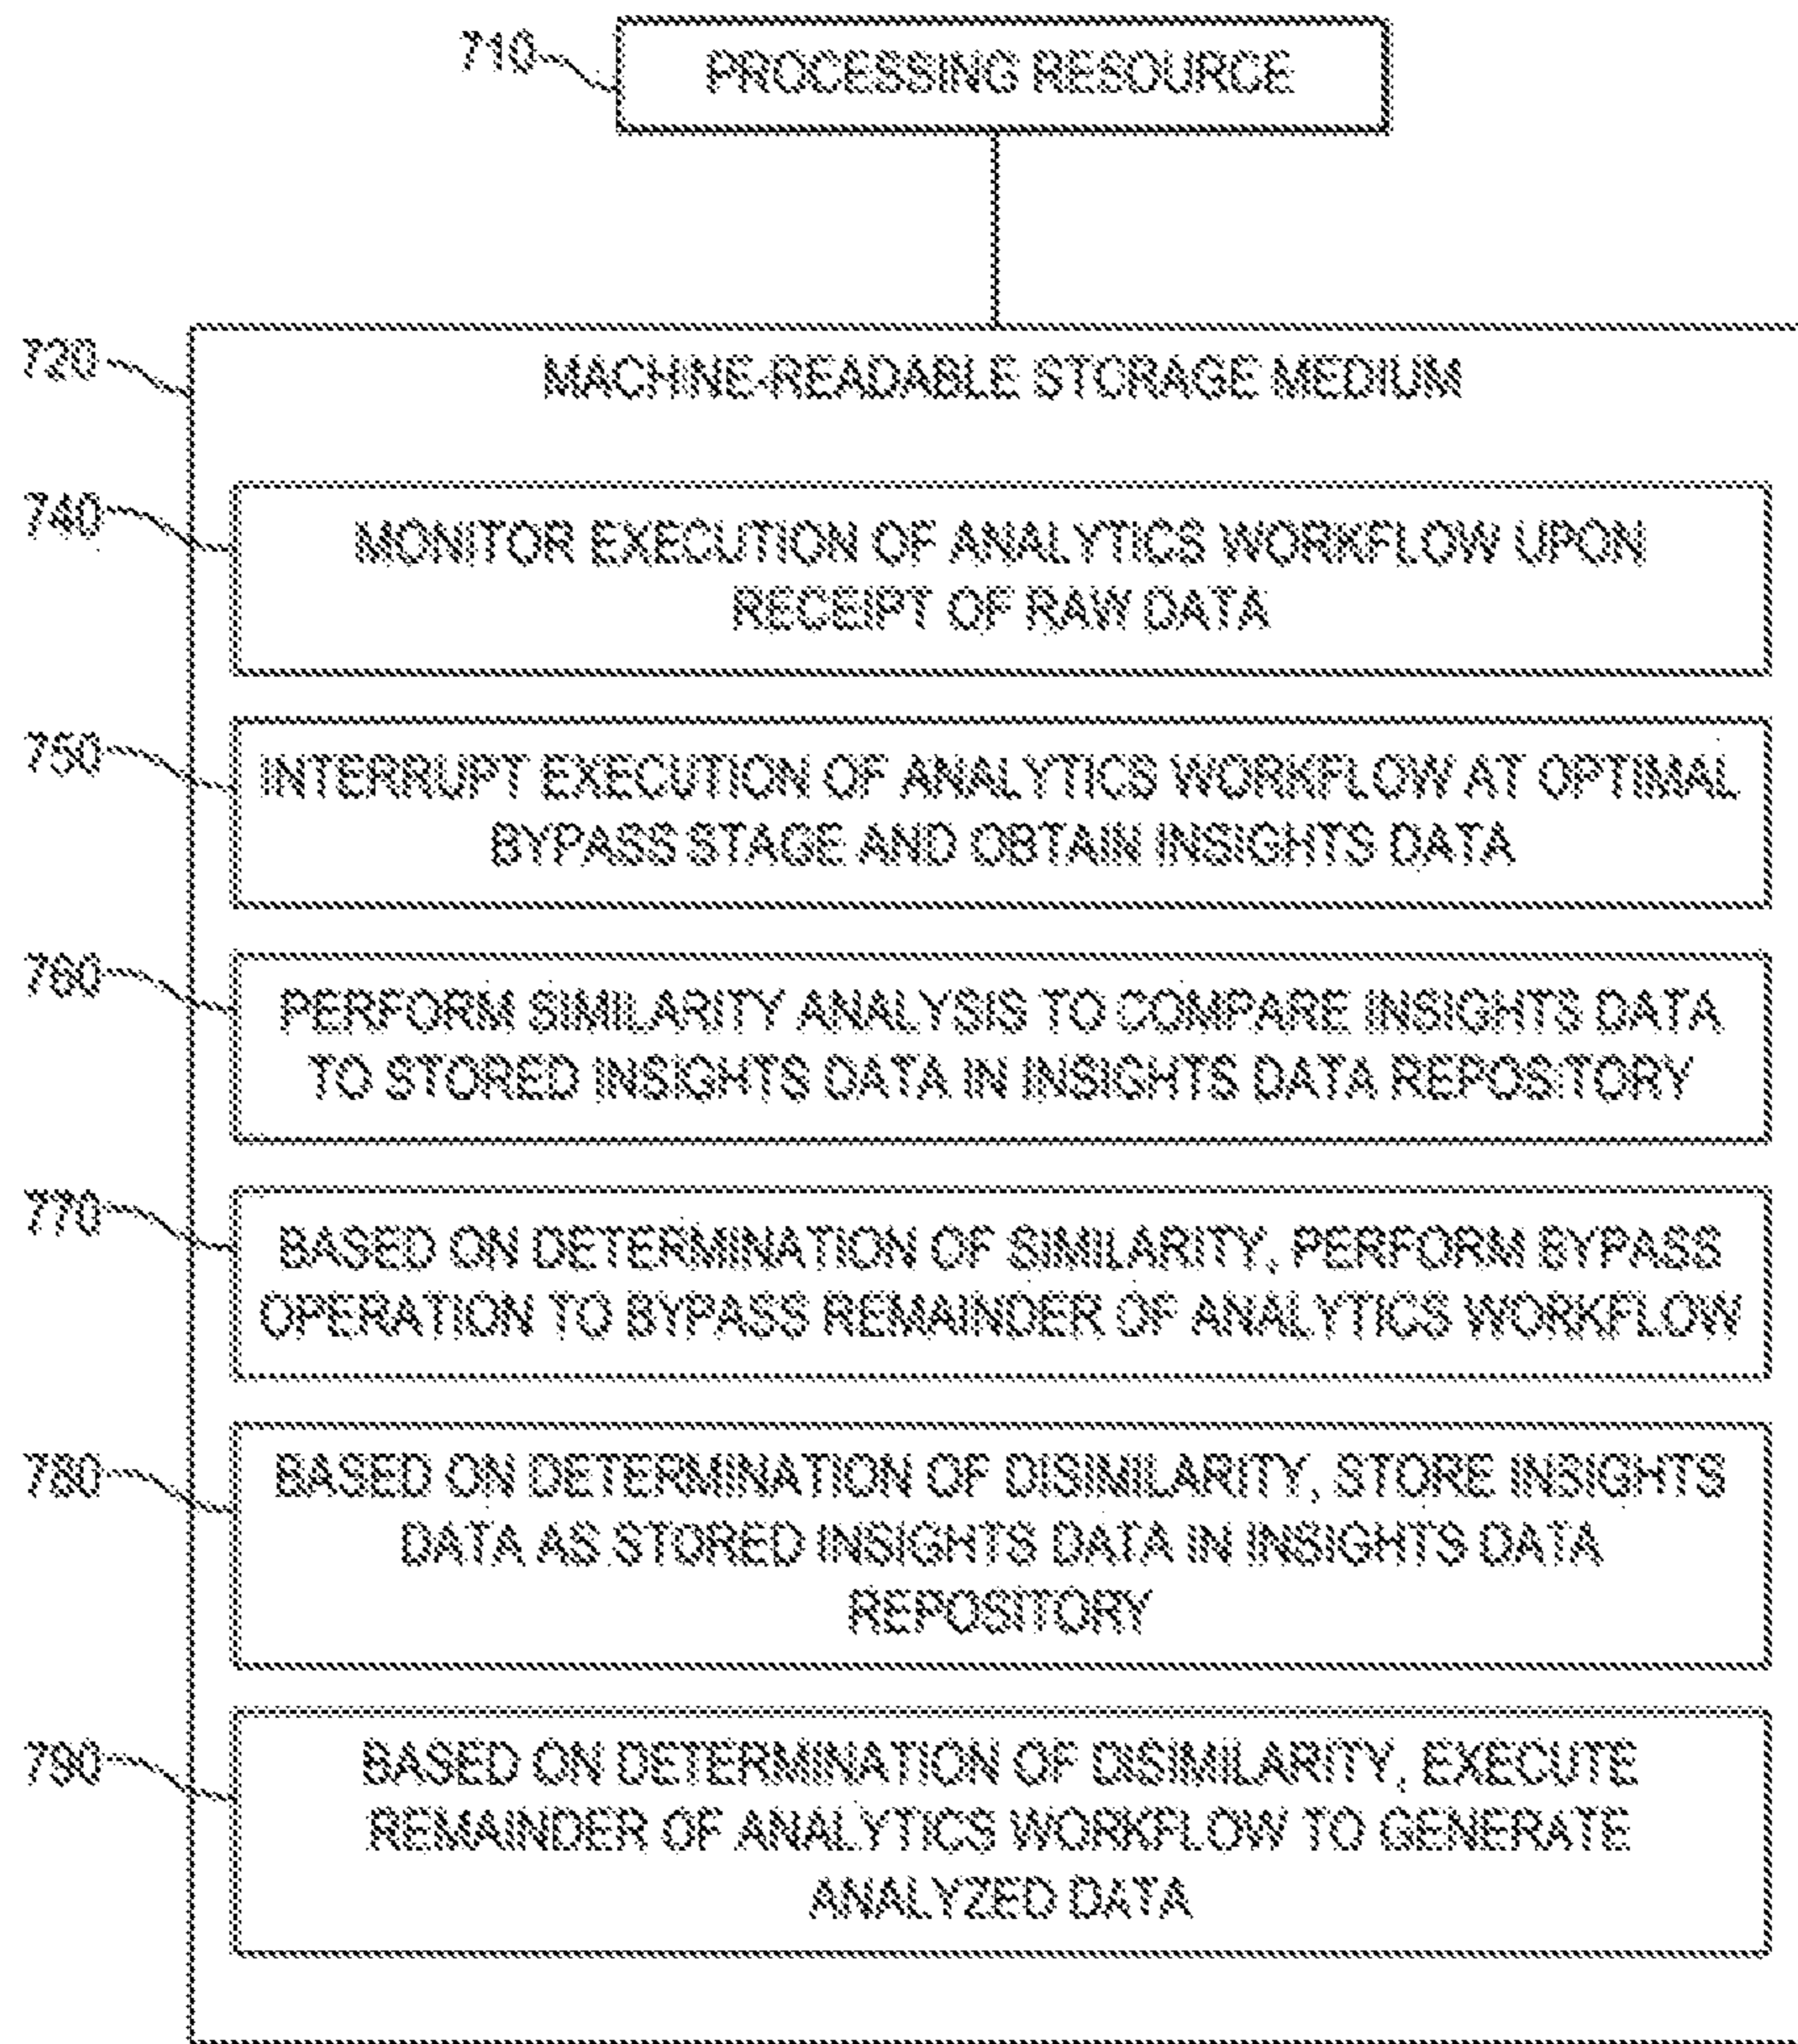 710
PROCESSING RESOURCE
720
MACHINE-READABLE STORAGE MEDIUM
740
MONITOR EXECUTION OF ANALYTICS WORKFLOW UPON
RECEIPT OF RAW DATA
750
INTERRUPT EXECUTION OF ANALYTICS WORKFLOW AT OPTIMAL
BYPASS STAGE AND OBTAIN INSIGHTS DATA
760
PERFORM SIMILARITY ANALYSIS TO COMPARE INSIGHTS DATA
TO STORED INSIGHTS DATA IN INSIGHTS DATA REPOSITORY
770
BASED ON DETERMINATION OF SIMILARITY, PERFORM BYPASS
OPERATION TO BYPASS REMAINDER OF ANALYTICS WORKFLOW
780
BASED ON DETERMINATION OF DISIMILARITY, STORE INSIGHTS
DATA AS STORED INSIGHTS DATA IN INSIGHTS DATA
REPOSITORY
790
BASED ON DETERMINATION OF DISIMILARITY, EXECUTE
REMAINDER OF ANALYTICS WORKFLOW TO GENERATE
ANALYZED DATA